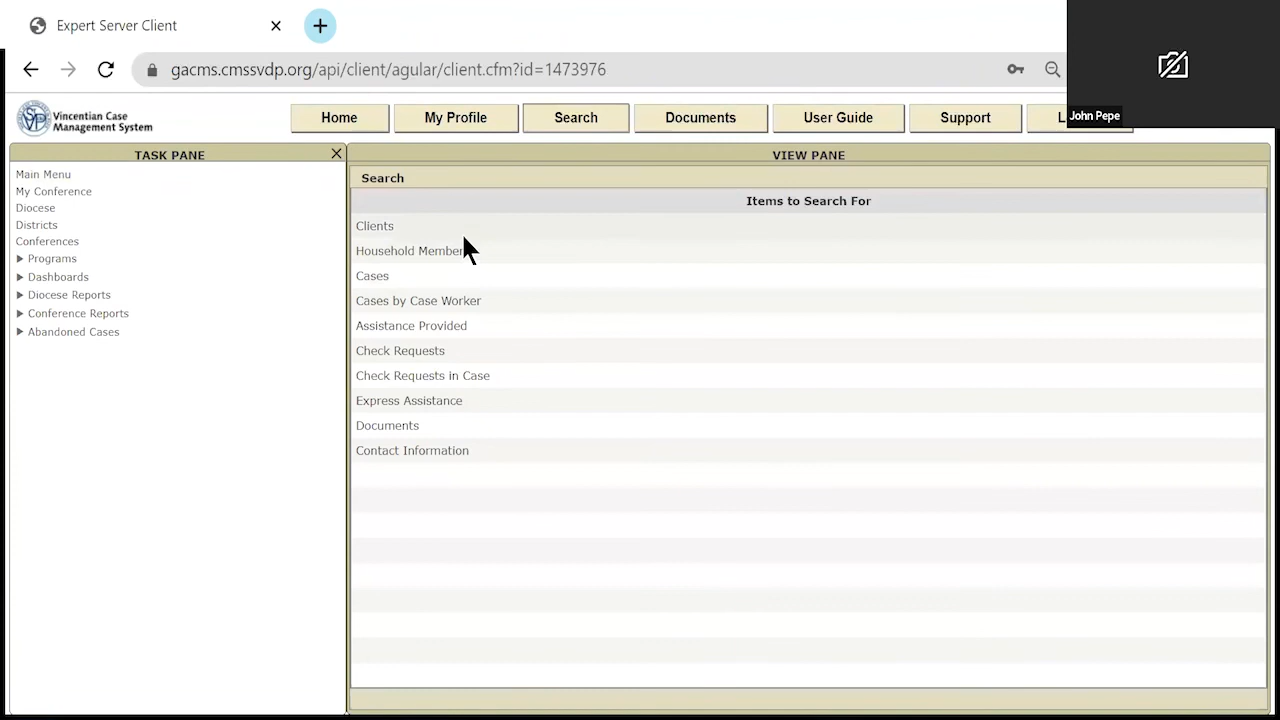 Expert Server Client
gacms.cmssvdp.org/api/client/agular/client.cfm?id=1473976
John Pepe
SVP
Vincentian Case
Management System
Home
My Profile
Search
Documents
User Guide
Support
TASK PANE
Main Menu
My Conference
Diocese
Districts
Conferences
Programs
Dashboards
Diocese Reports
Conference Reports
Abandoned Cases
VIEW PANE
Search
Items to Search For
Clients
Household
Cases
Cases by Case Worker
Assistance Provided
Check Requests
Check Requests in Case
Express Assistance
Documents
Contact Information